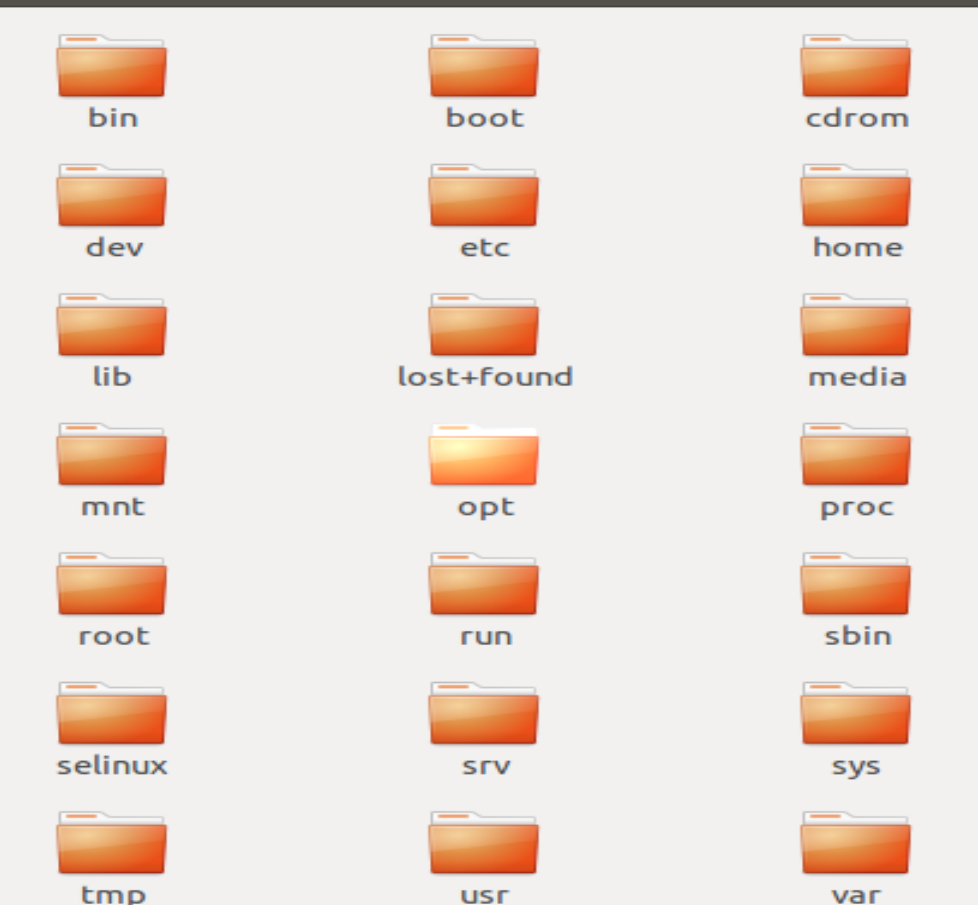 bin boot cdrom
dev etc home
lib lost+found media
mnt opt proc
root run sbin
selinux srv sys
tmp usr var